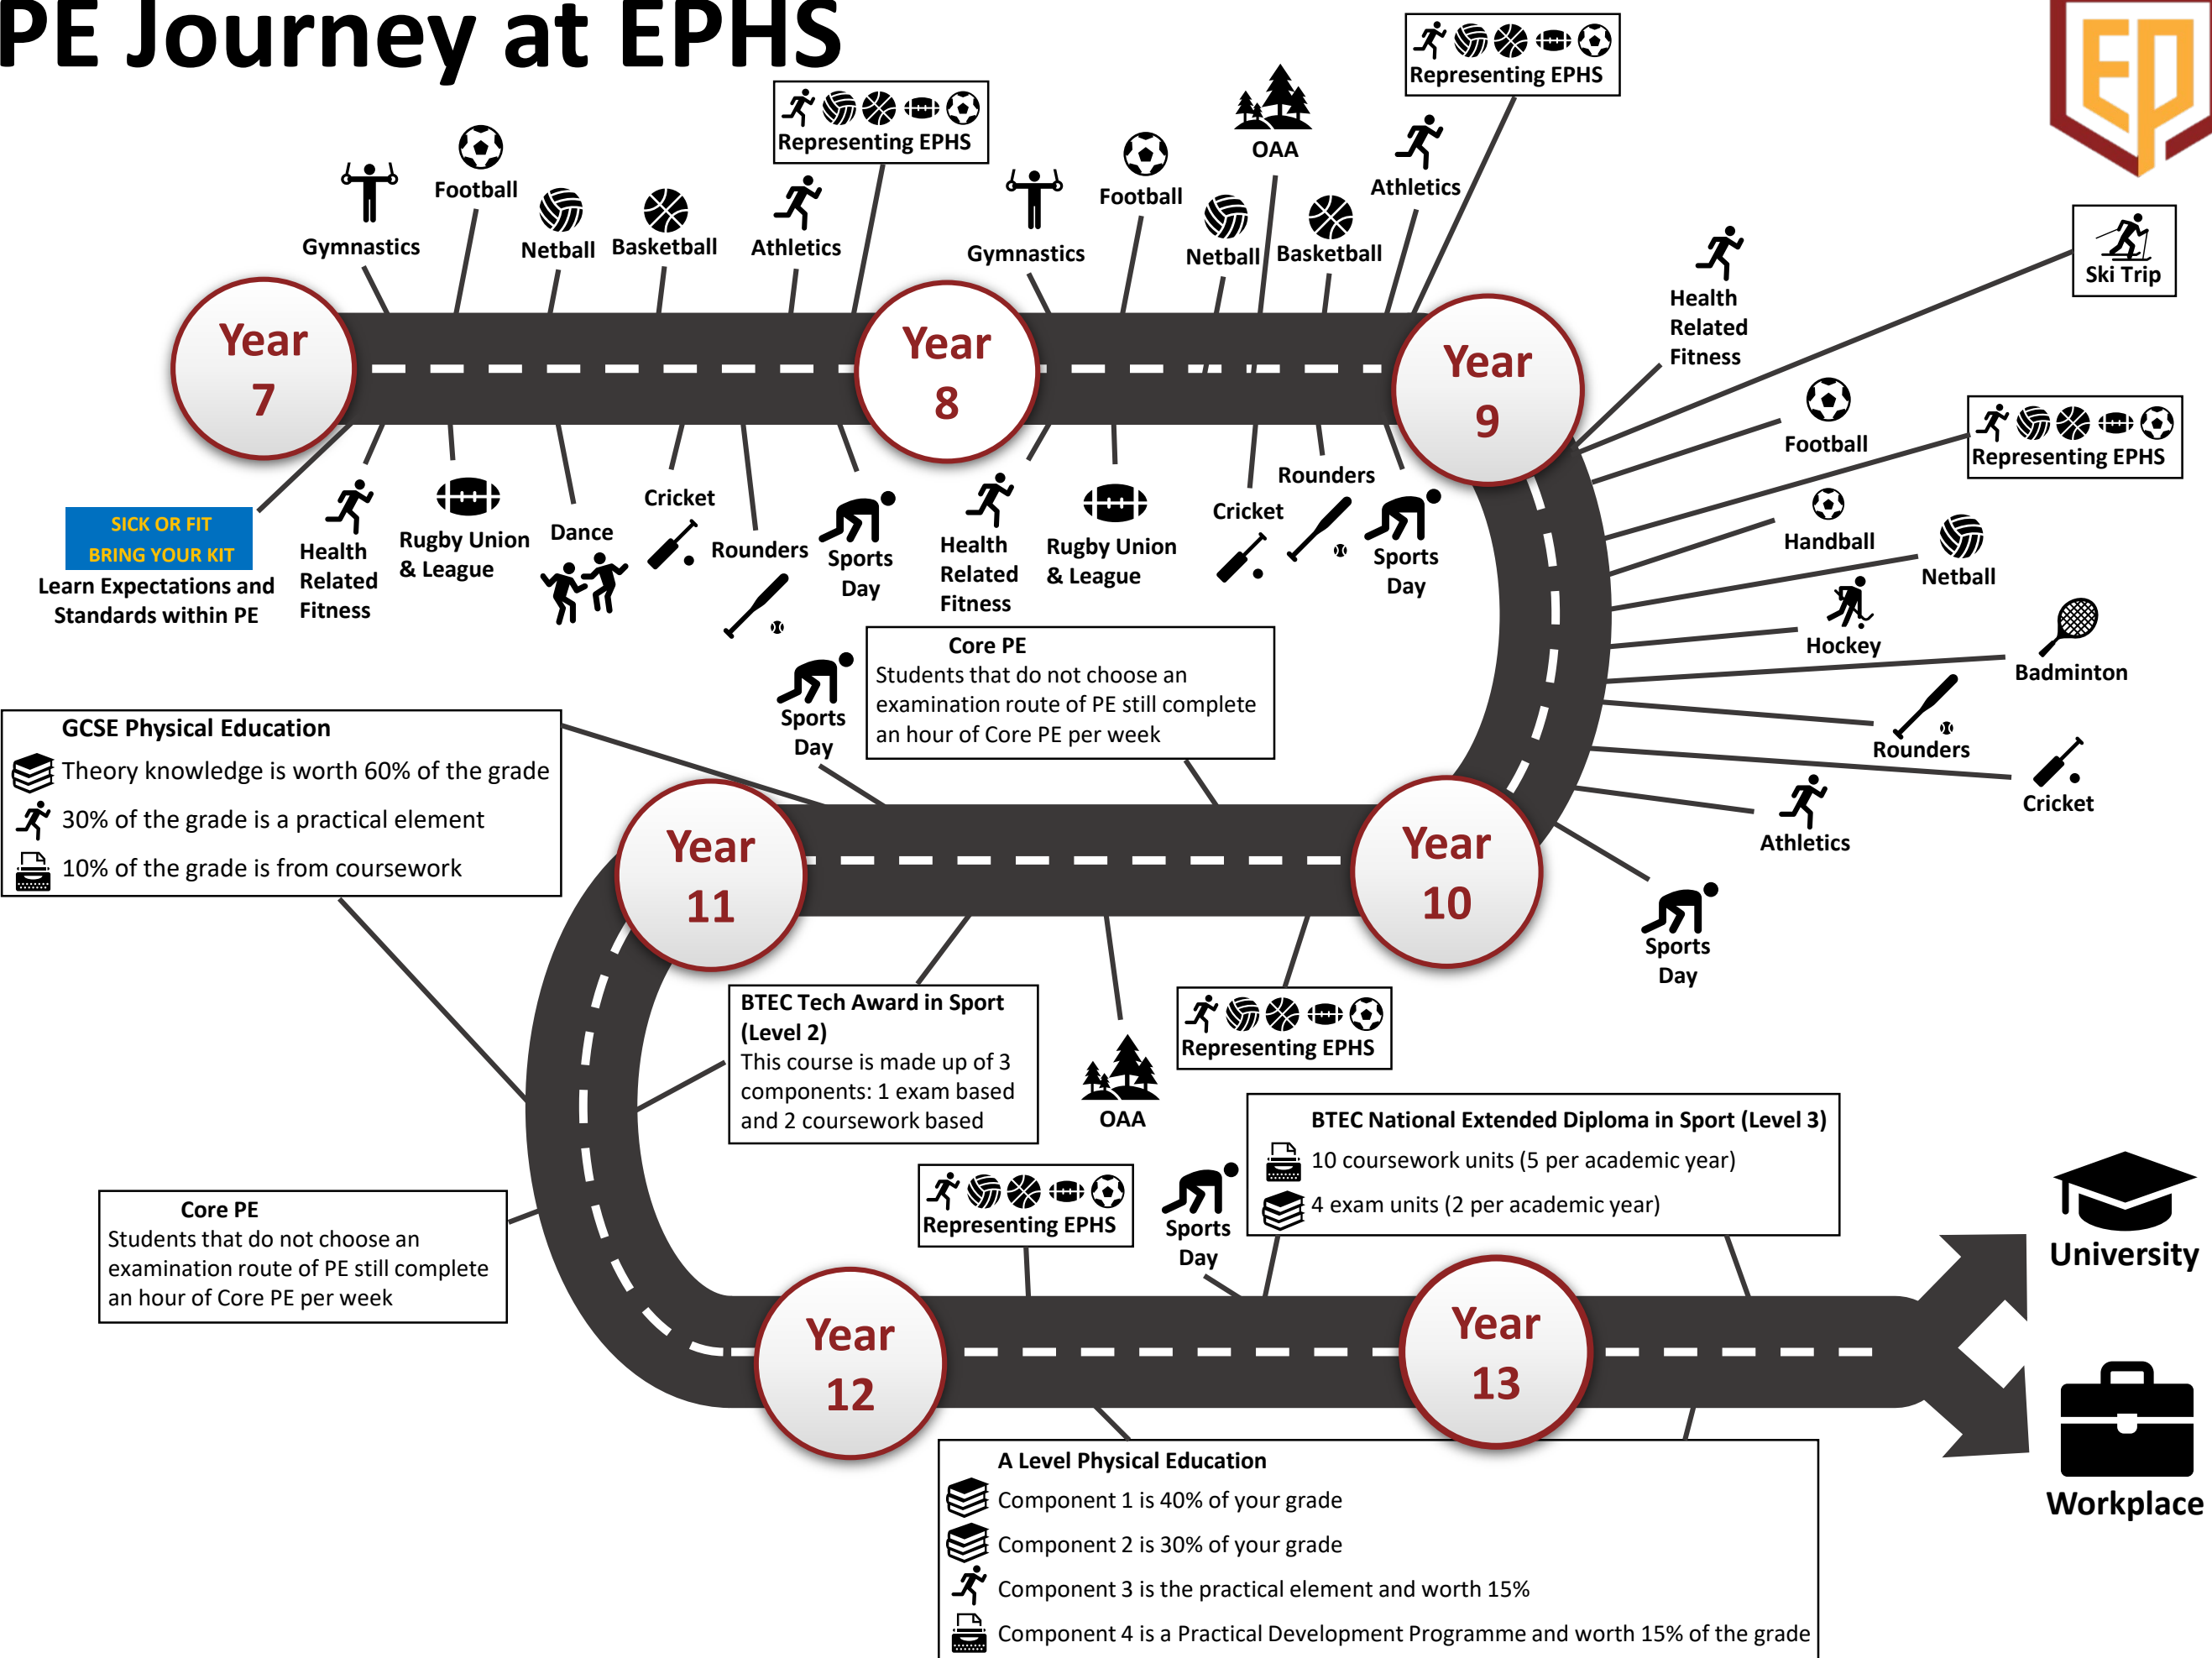 PE Journey at EPHS
EP
Representing EPHS
Representing EPHS
Gymnastics
Football
Netball
Basketball
Athletics
Gymnastics
Football
Netball
OAA
Basketball
Athletics
Health
Related
Fitness
Ski Trip
Year
7
Year
8
Year
9
Football
Representing EPHS
Handball
Netball
Hockey
Badminton
Rounders
Cricket
Athletics
Sports
Day
SICK OR FIT
BRING YOUR KIT
Learn Expectations and
Standards within PE
Health
Related
Fitness
Rugby Union
& League
Dance
Cricket
Rounders
Sports
Day
Health
Related
Fitness
Rugby Union
& League
Cricket
Rounders
Sports
Day
Core PE
Students that do not choose an
examination route of PE still complete
an hour of Core PE per week
Sports
Day
GCSE Physical Education
Theory knowledge is worth 60% of the grade
30% of the grade is a practical element
10% of the grade is from coursework
Year
11
Year
10
BTEC Tech Award in Sport
(Level 2)
This course is made up of 3
components: 1 exam based
and 2 coursework based
OAA
Representing EPHS
Core PE
Students that do not choose an
examination route of PE still complete
an hour of Core PE per week
Representing EPHS
Sports
Day
BTEC National Extended Diploma in Sport (Level 3)
10 coursework units (5 per academic year)
4 exam units (2 per academic year)
University
Year
12
Year
13
Workplace
A Level Physical Education
Component 1 is 40% of your grade
Component 2 is 30% of your grade
Component 3 is the practical element and worth 15%
Component 4 is a Practical Development Programme and worth 15% of the grade